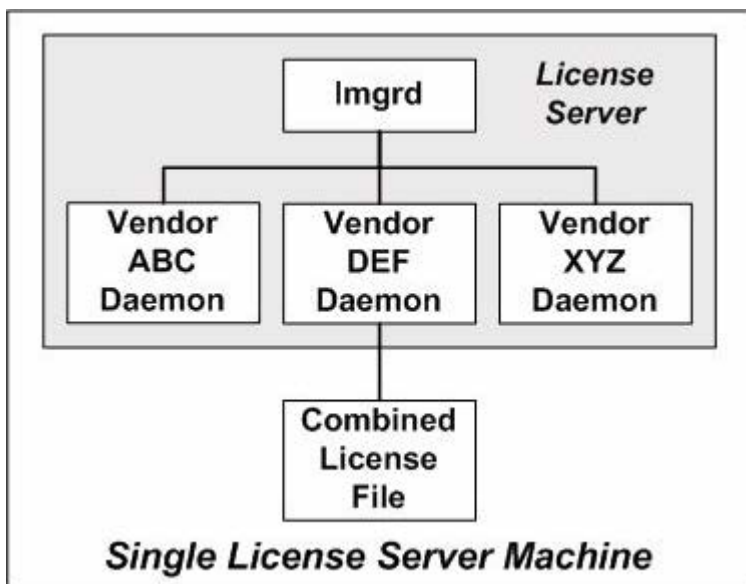 lmgrd
License
Server
Vendor
ABC
Daemon
Vendor
DEF
Daemon
Vendor
XYZ
Daemon
Combined
License
File
Single License Server Machine